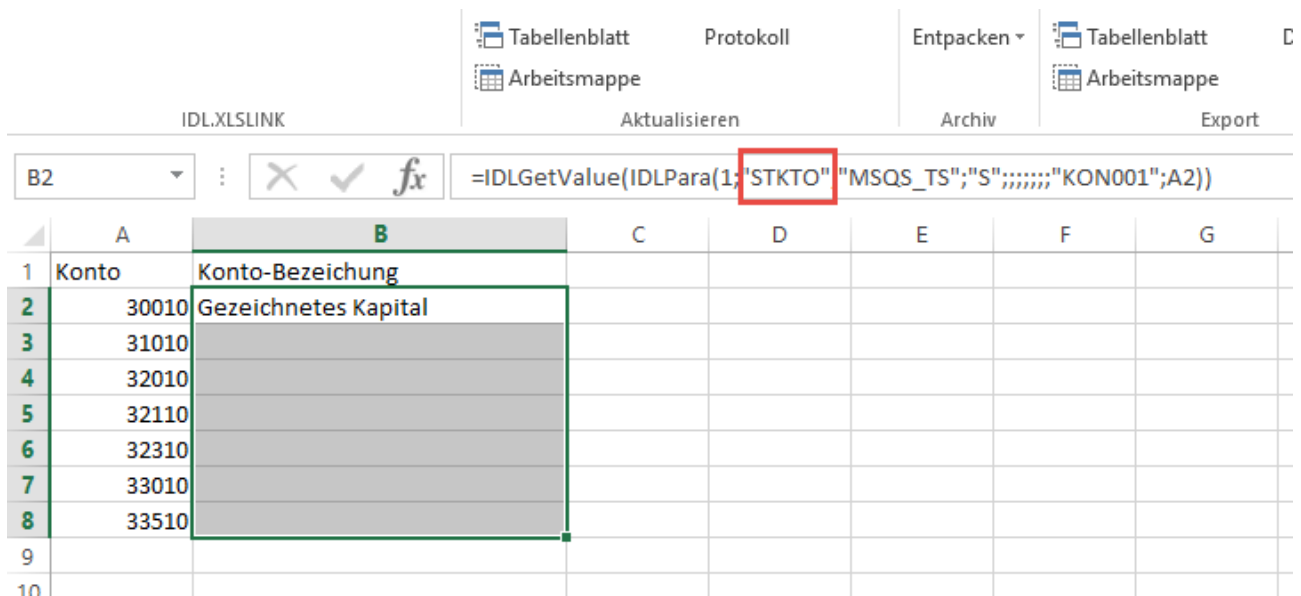 Tabellenblatt Protokoll Entpacken Tabellenblatt D
Arbeitsmappe Arbeitsmappe
IDL.XLSLINK Aktualisieren Archiv Export
B2 fx =IDLGetValue(IDLPara(1;"STKTO";"MSQS_TS";"S";;;;;;;"KON001";A2))
A B C D E F G
1 Konto Konto-Bezeichung
2 30010 Gezeichnetes Kapital
3 31010
4 32010
5 32110
6 32310
7 33010
8 33510
9
10